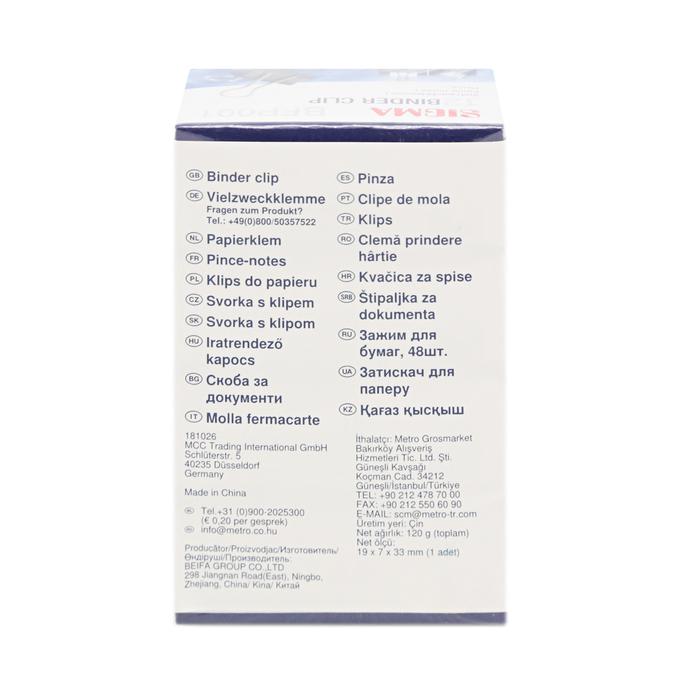 SIGMA
BINDER CLIP
BFP001
GB Binder clip
DE Vielzweckklemme
Fragen zum Produkt?
Tel.: +49(0)800/50357522
NL Papierklem
FR Pince-notes
PL Klips do papieru
CZ Svorka s klipem
SK Svorka s klipom
HU Iratrendező
kapocs
BG Скоба за
документи
IT Molla fermacarte
ES Pinza
PT Clipe de mola
TR Klips
RO Clemă prindere
hârtie
HR Kvačica za spise
SRB Štipaljka za
dokumenta
RU Зажим для
бумаг, 48шт.
UA Затискач для
паперу
KZ Қағаз қысқыш
181026
MCC Trading International GmbH
Schlüterstr. 5
40235 Düsseldorf
Germany
Made in China
Tel.+31 (0)900-2025300
(€ 0,20 per gesprek)
info@metro.co.hu
Producător/Proizvodjac/Изготовитель/
Өндіруші/Производитель:
BEIFA GROUP CO.,LTD
298 Jiangnan Road(East), Ningbo,
Zhejiang, China/ Kina/ Китай
İthalatçı: Metro Grosmarket
Bakırköy Alışveriş
Hizmetleri Tic. Ltd. Şti.
Güneşli Kavşağı
Koçman Cad. 34212
Güneşli/İstanbul/Türkiye
TEL: +90 212 478 70 00
FAX: +90 212 550 60 90
E-MAIL: scm@metro-tr.com
Üretim yeri: Çin
Net ağırlık: 120 g (toplam)
Net ölçü:
19 x 7 x 33 mm (1 adet)